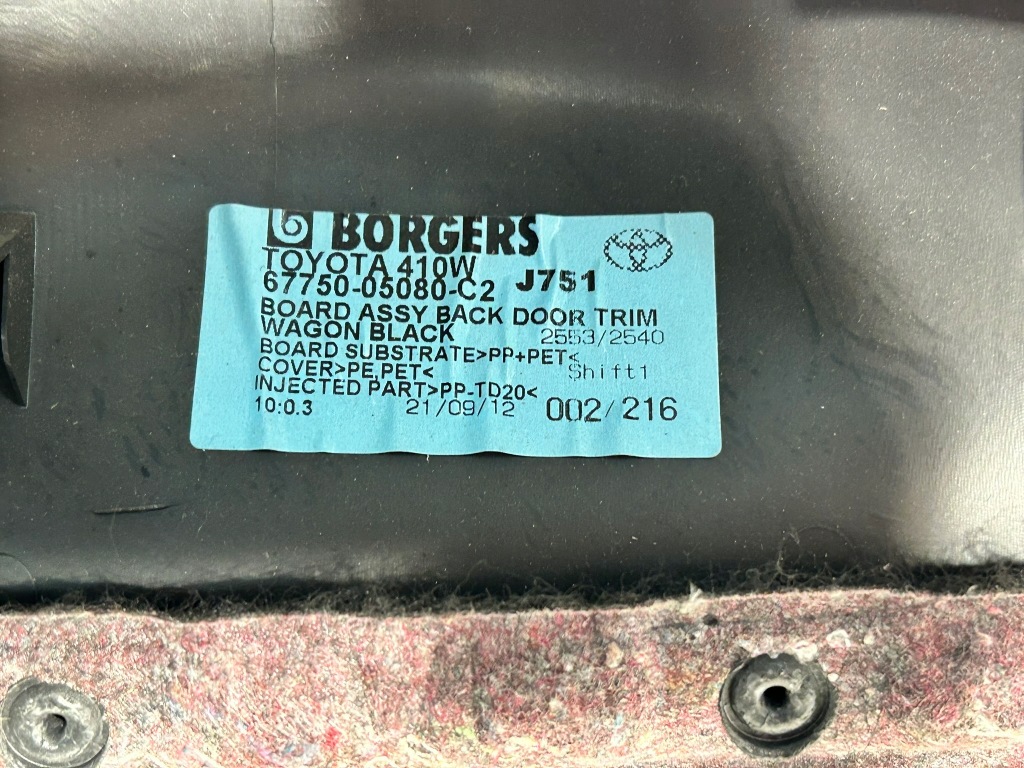 BORGERS
TOYOTA 410W
67750-05080-C2 J751
BOARD ASSY BACK DOOR TRIM
WAGON BLACK 2553/2540
BOARD SUBSTRATE>PP+PET<
COVER>PE,PET< Shift1
INJECTED PART>PP-TD20<
10:0.3 21/09/12 002/216